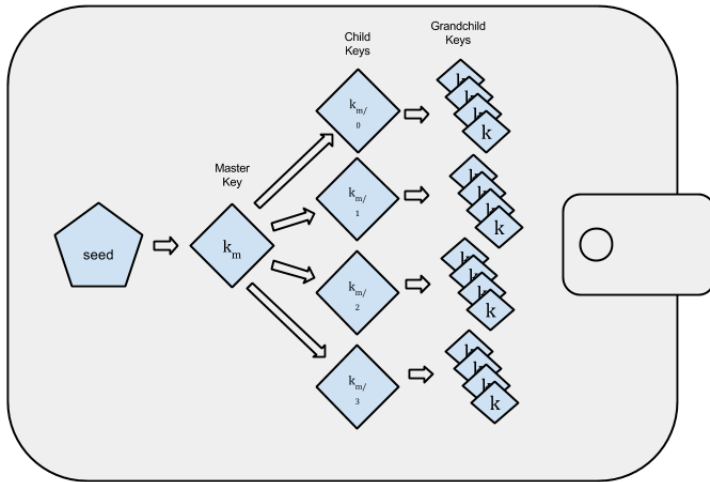 Child
Keys
Grandchild
Keys
Master
Key
seed
k_m
k_m/
0
k_m/
1
k_m/
2
k_m/
3
k
k
k
k